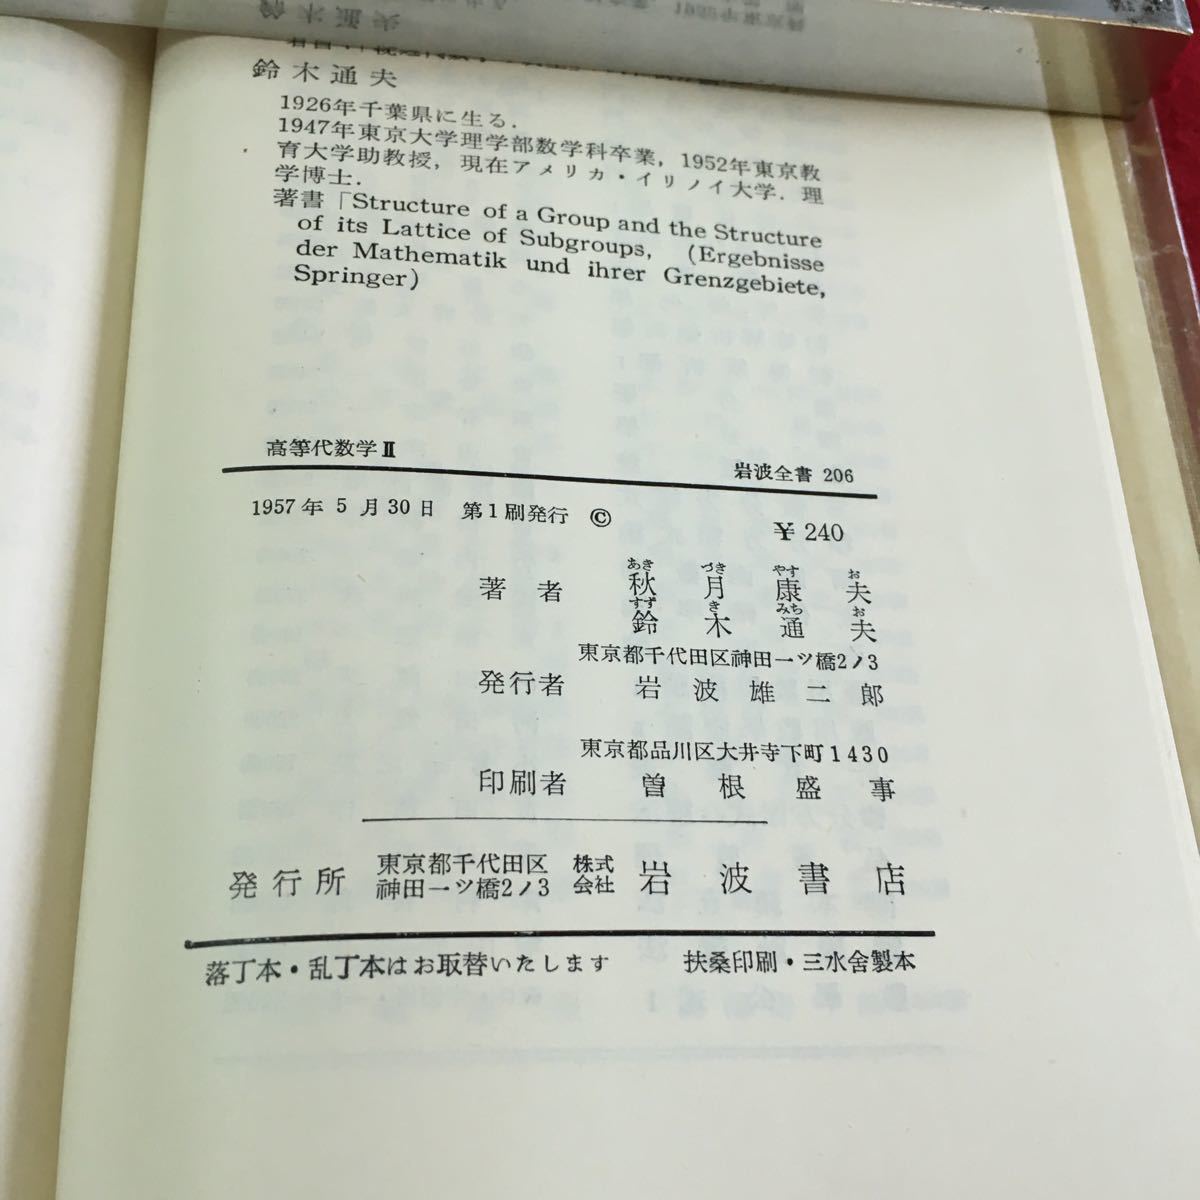 鈴木通夫
1926年千葉県に生る.
1947年東京大学理学部数学科卒業, 1952年東京教
育大学助教授, 現在アメリカ・イリノイ大学. 理
学博士.
著書「Structure of a Group and the Structure
of its Lattice of Subgroups, (Ergebnisse
der Mathematik und ihrer Grenzgebiete,
Springer)
高等代数学Ⅱ
岩波全書 206
1957年 5 月30日 第1刷発行 ©
¥ 240
あき づき やす お
著者 秋月康夫
すず き みち お
鈴木通夫
東京都千代田区神田一ツ橋2ノ3
発行者 岩波雄二郎
東京都品川区大井寺下町1430
印刷者 曽根盛事
発行所 東京都千代田区 神田一ツ橋2ノ3 株式会社 岩波書店
落丁本・乱丁本はお取替いたします 扶桑印刷・三水舎製本